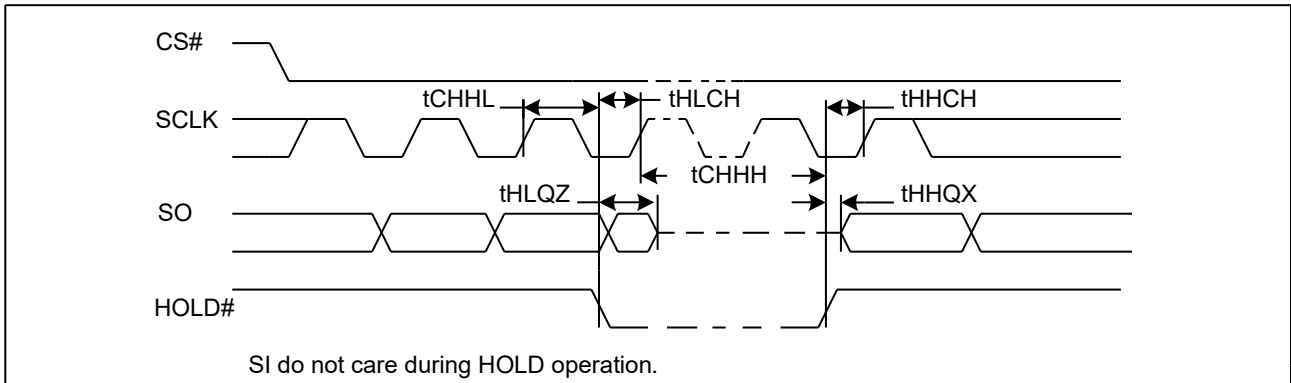 CS#
tCHHL
tHLCH
tHHCH
SCLK
tCHHH
tHLQZ
tHHQX
SO
HOLD#
SI do not care during HOLD operation.